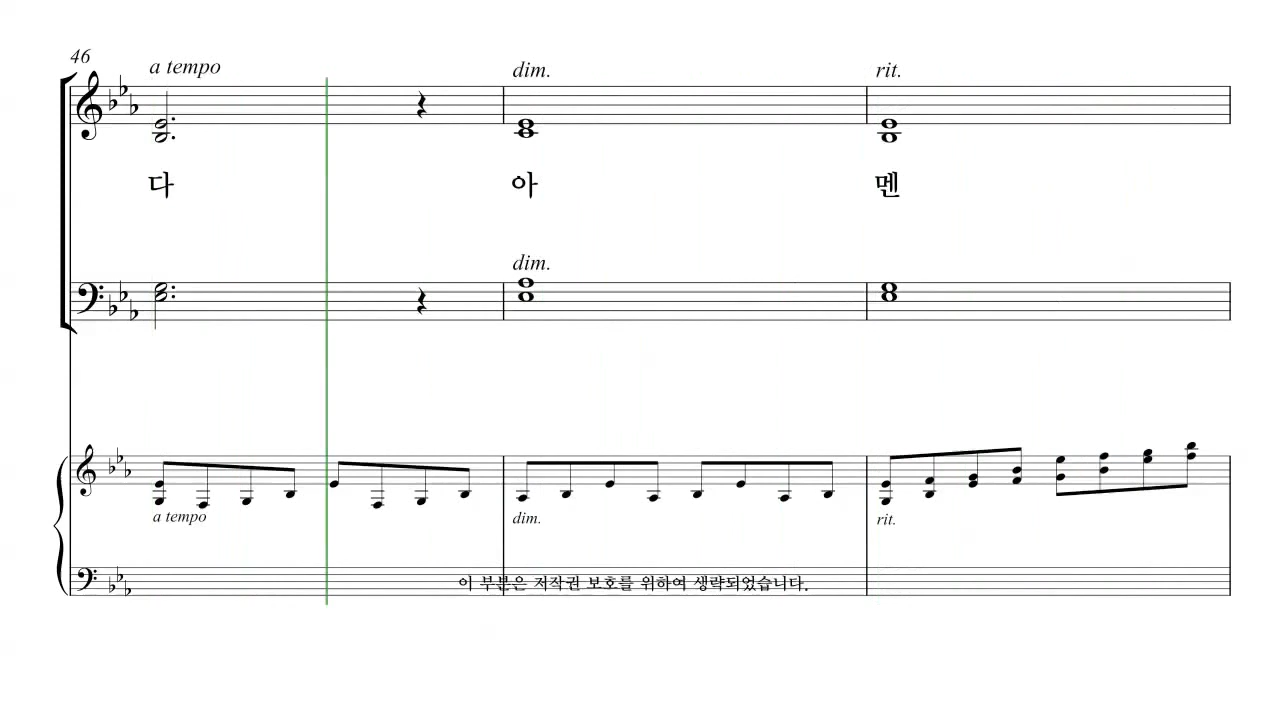 46
a tempo
dim.
rit.
다 아 멘
dim.
a tempo
dim.
rit.
이 부분은 저작권 보호를 위하여 생략되었습니다.